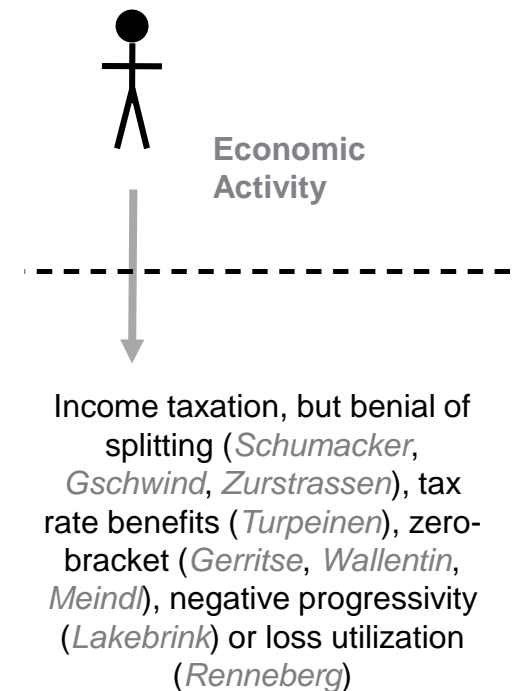 Economic
Activity
Income taxation, but benial of
splitting (Schumacker,
Gschwind, Zurstrassen), tax
rate benefits (Turpeinen), zero-
bracket (Gerritse, Wallentin,
Meindl), negative progressivity
(Lakebrink) or loss utilization
(Renneberg)